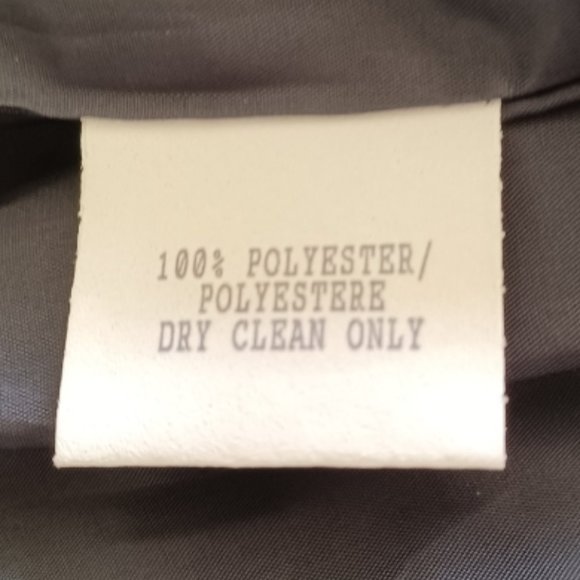 100% POLYESTER/
POLYESTERE
DRY CLEAN ONLY